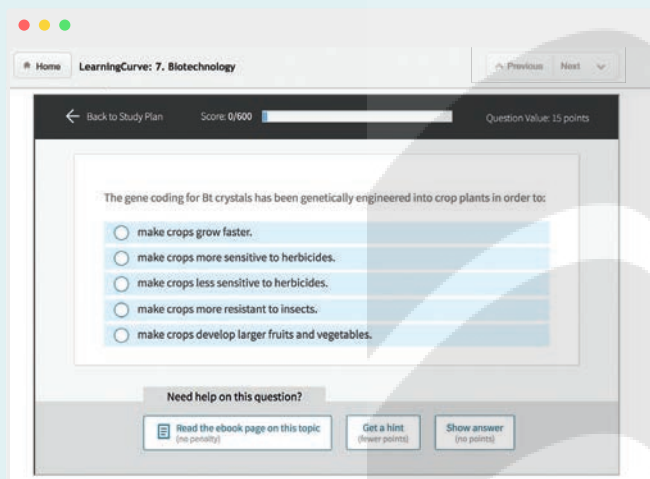 Home LearningCurve: 7. Biotechnology Previous Next
Back to Study Plan Score: 0/600 Question Value: 15 points
The gene coding for Bt crystals has been genetically engineered into crop plants in order to:
make crops grow faster.
make crops more sensitive to herbicides.
make crops less sensitive to herbicides.
make crops more resistant to insects.
make crops develop larger fruits and vegetables.
Need help on this question?
Read the ebook page on this topic Get a hint Show answer
(no penalty) (fewer points) (no points)